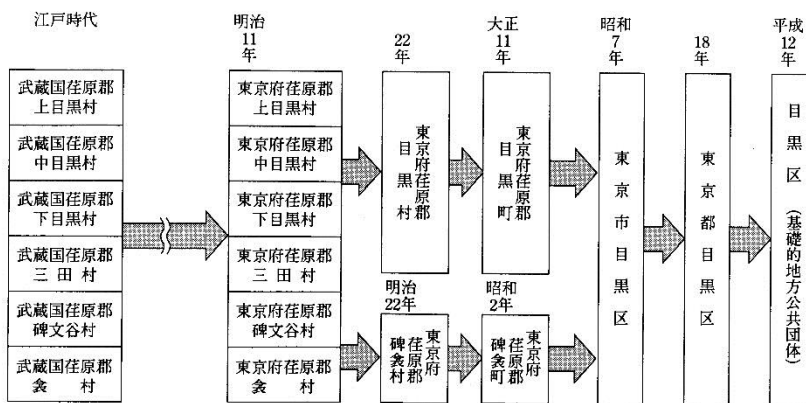 江戸時代
武蔵国荏原郡
上目黒村
武蔵国荏原郡
中目黒村
武蔵国荏原郡
下目黒村
武蔵国荏原郡
三田村
武蔵国荏原郡
碑文谷村
武蔵国荏原郡
衾村
明治
11年
東京府荏原郡
上目黒村
東京府荏原郡
中目黒村
東京府荏原郡
下目黒村
東京府荏原郡
三田村
東京府荏原郡
碑文谷村
東京府荏原郡
衾村
22年
東京府荏原郡
目黒村
明治
22年
東京府
荏原郡
碑衾村
大正
11年
東京府荏原郡
目黒町
昭和
2年
東京府
荏原郡
碑衾町
昭和
7年
東京市目黒区
18年
東京都目黒区
平成
12年
目黒区(基礎的地方公共団体)